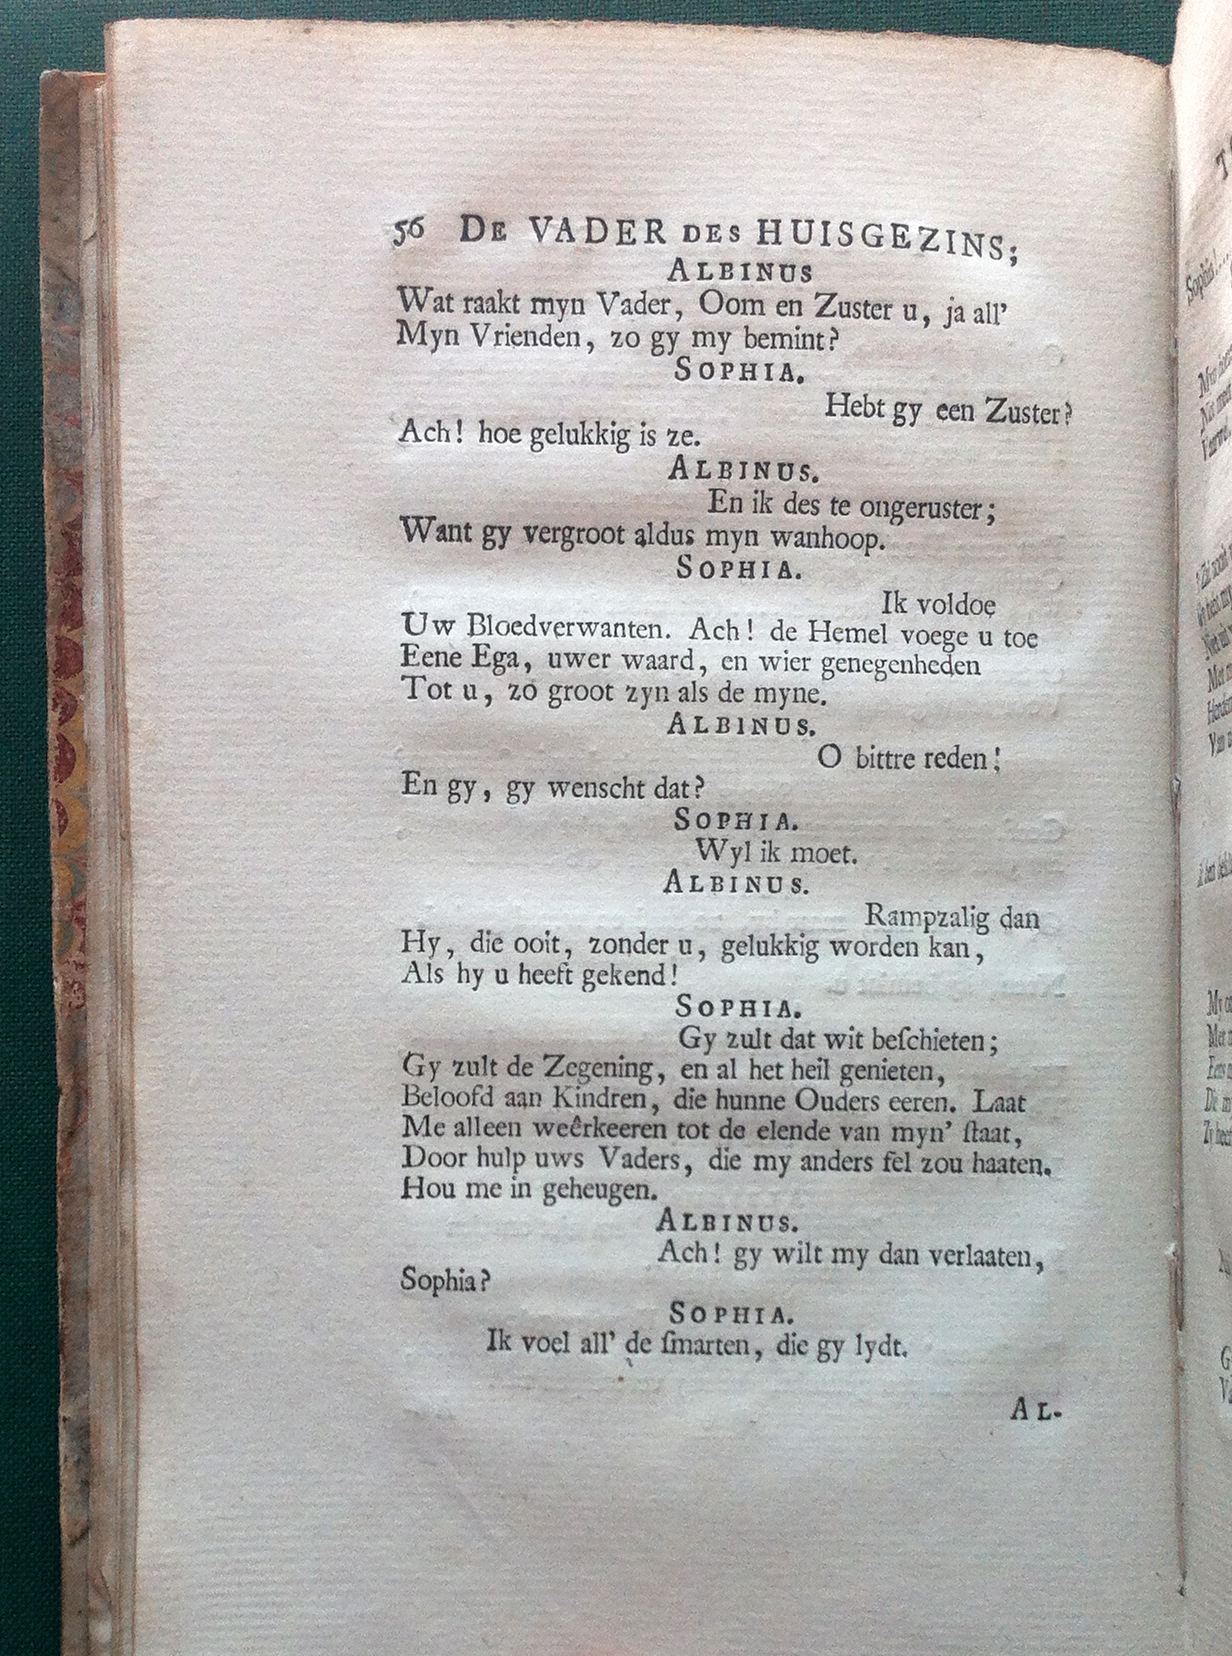 56 DE VADER DES HUISGEZINS;
ALBINUS
Wat raakt myn Vader, Oom en Zuster u, ja all'
Myn Vrienden, zo gy my bemint?
SOPHIA.
Hebt gy een Zuster?
Ach! hoe gelukkig is ze.
ALBINUS.
En ik des te ongeruster;
Want gy vergroot aldus myn wanhoop.
SOPHIA.
Ik voldoe
Uw Bloedverwanten. Ach! de Hemel voege u toe
Eene Ega, uwer waard, en wier genegenheden
Tot u, zo groot zyn als de myne.
ALBINUS.
O bittre reden!
En gy, gy wenscht dat?
SOPHIA.
Wyl ik moet.
ALBINUS.
Rampzalig dan
Hy, die ooit, zonder u, gelukkig worden kan,
Als hy u heeft gekend!
SOPHIA.
Gy zult dat wit beſchieten;
Gy zult de Zegening, en al het heil genieten,
Beloofd aan Kindren, die hunne Ouders eeren. Laat
Me alleen weêrkeeren tot de elende van myn' ſtaat,
Door hulp uws Vaders, die my anders fel zou haaten.
Hou me in geheugen.
ALBINUS.
Ach! gy wilt my dan verlaaten,
Sophia?
SOPHIA.
Ik voel all' de ſmarten, die gy lydt.
AL-
Sophia!...